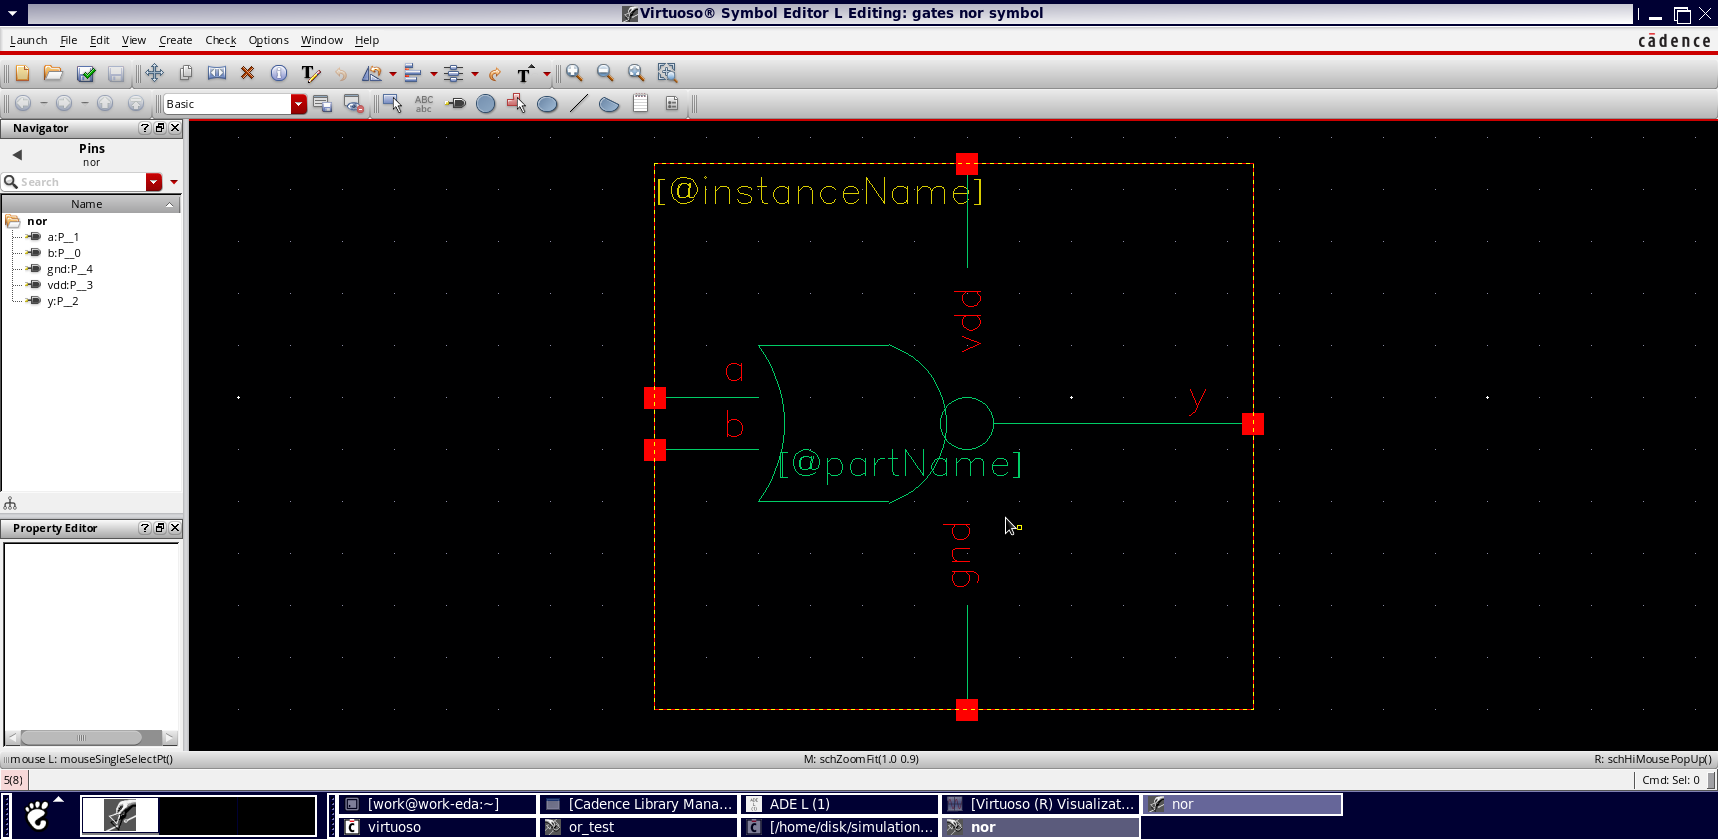 Virtuoso® Symbol Editor L Editing: gates nor symbol
Launch File Edit View Create Check Options Window Help
cādence
T T
Basic
ABC
abc
Navigator
Pins
nor
Search
Name
nor
a:P__1
b:P__0
gnd:P__4
vdd:P__3
y:P__2
Property Editor
[@instanceName]
vdd
a
b
y
[@partName]
gnd
mouse L: mouseSingleSelectPt() M: schZoomFit(1.0 0.9) R: schHiMousePopUp()
5(8) Cmd: Sel: 0
[work@work-eda:~] [Cadence Library Mana... ADE L (1) [Virtuoso (R) Visualizat... nor
virtuoso or_test [/home/disk/simulation... nor